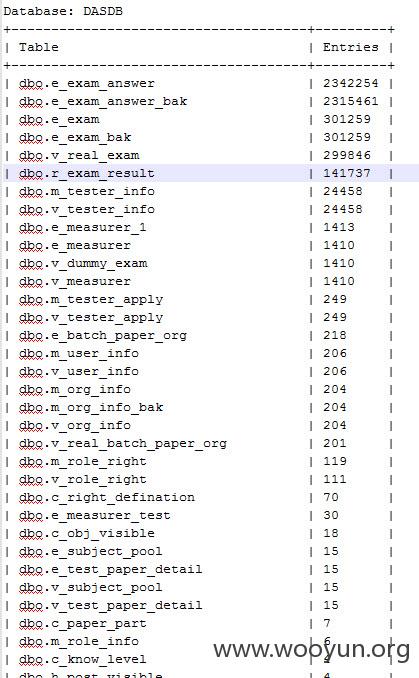 Database: DASDB
+----------------------------------+---------+
| Table | Entries |
+----------------------------------+---------+
| dbo.e_exam_answer | 2342254 |
| dbo.e_exam_answer_bak | 2315461 |
| dbo.e_exam | 301259 |
| dbo.e_exam_bak | 301259 |
| dbo.v_real_exam | 299846 |
| dbo.r_exam_result | 141737 |
| dbo.m_tester_info | 24458 |
| dbo.v_tester_info | 24458 |
| dbo.e_measurer_1 | 1413 |
| dbo.e_measurer | 1410 |
| dbo.v_dummy_exam | 1410 |
| dbo.v_measurer | 1410 |
| dbo.m_tester_apply | 249 |
| dbo.v_tester_apply | 249 |
| dbo.e_batch_paper_org | 218 |
| dbo.m_user_info | 206 |
| dbo.v_user_info | 206 |
| dbo.m_org_info | 204 |
| dbo.m_org_info_bak | 204 |
| dbo.v_org_info | 204 |
| dbo.v_real_batch_paper_org | 201 |
| dbo.m_role_right | 119 |
| dbo.v_role_right | 111 |
| dbo.c_right_defination | 70 |
| dbo.e_measurer_test | 30 |
| dbo.c_obj_visible | 18 |
| dbo.e_subject_pool | 15 |
| dbo.e_test_paper_detail | 15 |
| dbo.v_subject_pool | 15 |
| dbo.v_test_paper_detail | 15 |
| dbo.c_paper_part | 7 |
| dbo.m_role_info | 6 |
| dbo.c_know_level | 4 |
www.wooyun.org